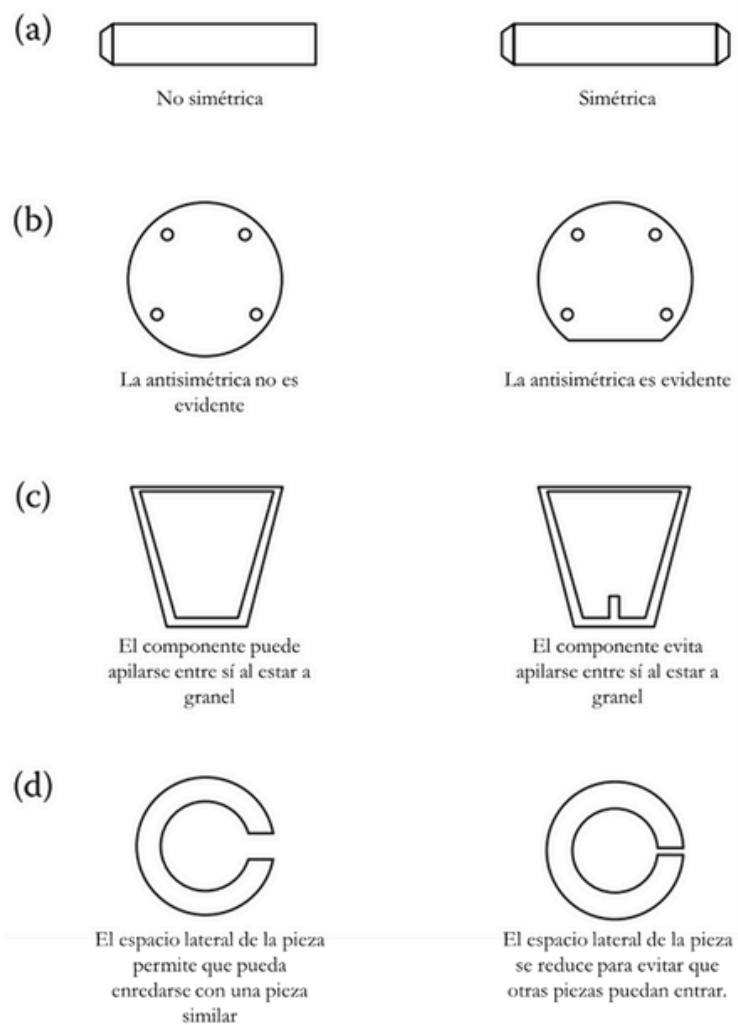 (a)
No simétrica
Simétrica
(b)
La antisimétrica no es
evidente
La antisimétrica es evidente
(c)
El componente puede
apilarse entre sí al estar a
granel
El componente evita
apilarse entre sí al estar a
granel
(d)
El espacio lateral de la pieza
permite que pueda
enredarse con una pieza
similar
El espacio lateral de la pieza
se reduce para evitar que
otras piezas puedan entrar.